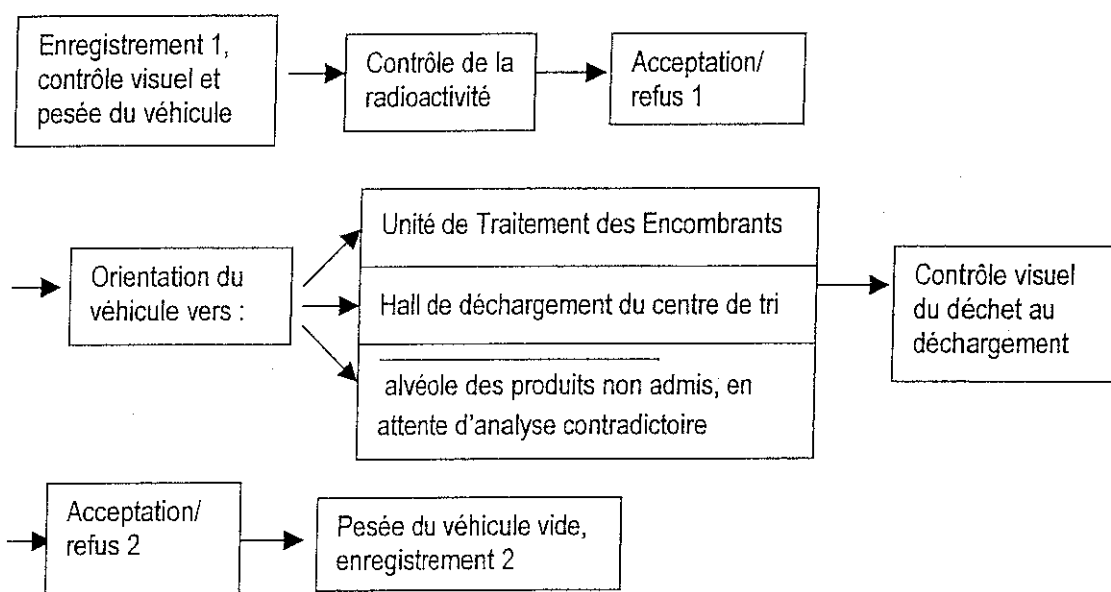 Enregistrement 1,
contrôle visuel et
pesée du véhicule
Contrôle de la
radioactivité
Acceptation/
refus 1
Orientation du
véhicule vers :
Unité de Traitement des Encombrants
Hall de déchargement du centre de tri
alvéole des produits non admis, en
attente d'analyse contradictoire
Contrôle visuel
du déchet au
déchargement
Acceptation/
refus 2
Pesée du véhicule vide,
enregistrement 2